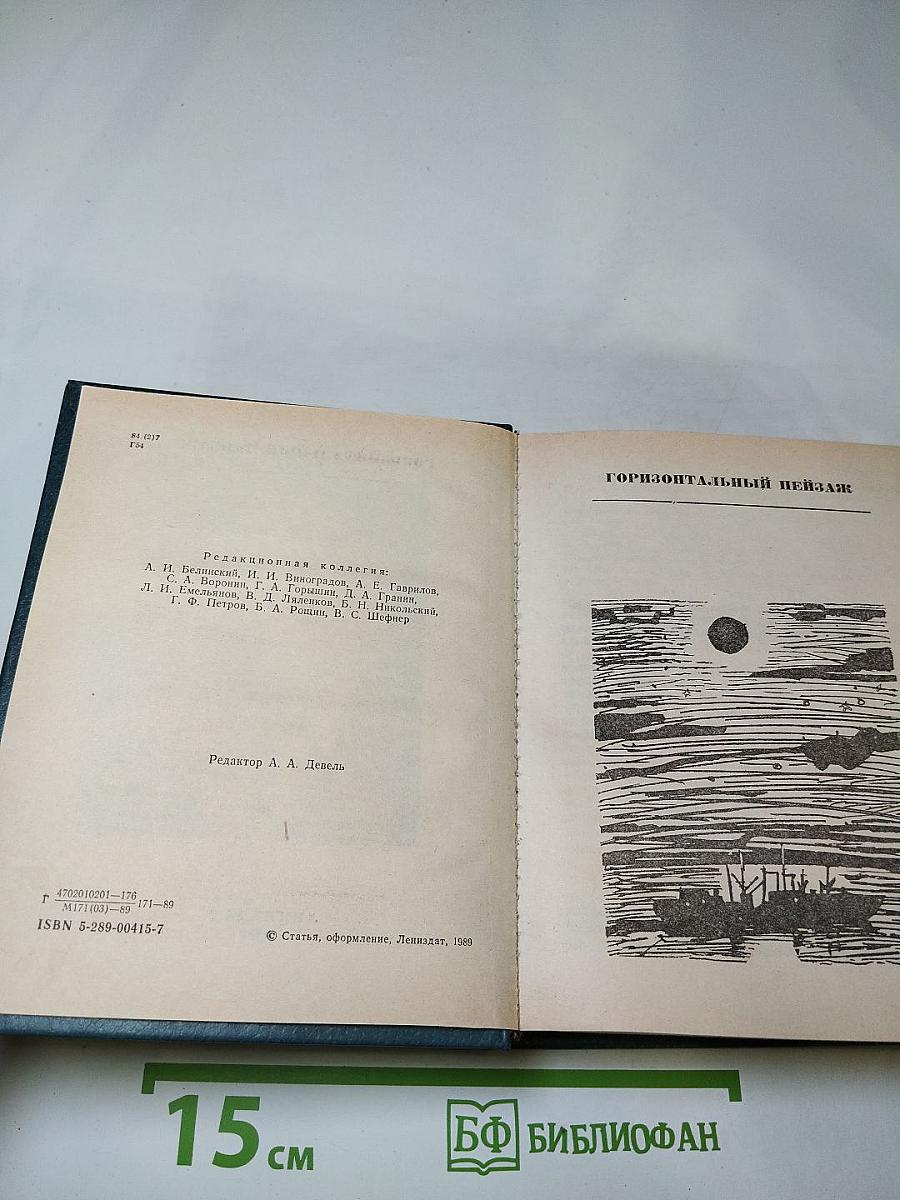 84 (2)7
Г54
Редакционная коллегия:
А. И. Белинский, И. И. Виноградов, А. Е. Гаврилов,
С. А. Воронин, Г. А. Горышин, Д. А. Гранин,
Л. И. Емельянов, В. Д. Ляленков, Б. Н. Никольский,
Г. Ф. Петров, Б. А. Рощин, В. С. Шефнер
Редактор А. А. Девель
Г 4702010201—176
М171(03)—89 171—89
ISBN 5-289-00415-7
© Статья, оформление, Лениздат, 1989
ГОРИЗОНТАЛЬНЫЙ ПЕЙЗАЖ
15 см
БФ БИБЛИОФАН